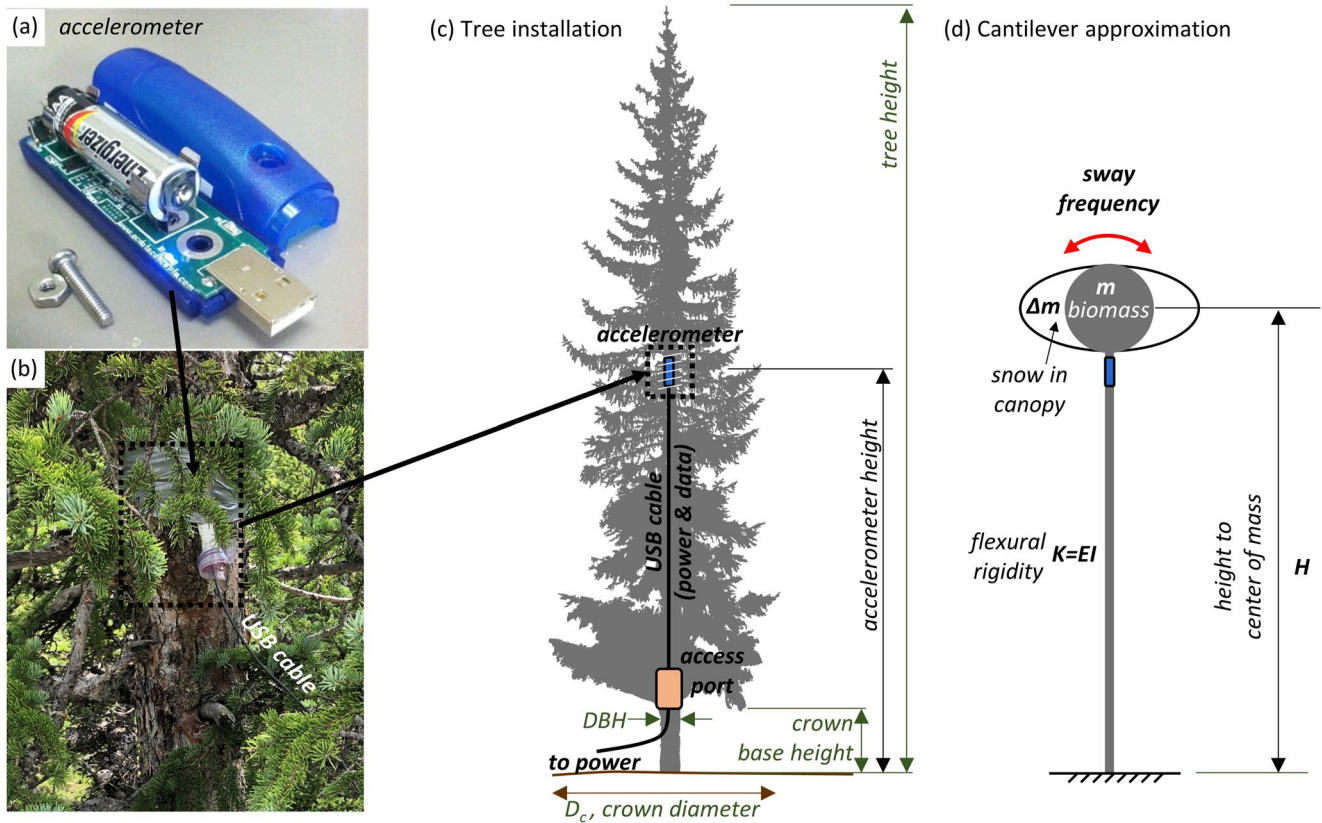 (a)
accelerometer
AA
Energizer
(b)
USB cable
(c) Tree installation
tree height
accelerometer
USB cable
(power & data)
accelerometer height
access
port
DBH
crown
base height
to power
Dc, crown diameter
(d) Cantilever approximation
sway
frequency
Δm
m
biomass
snow in
canopy
flexural
rigidity
K=EI
height to
center of mass
H